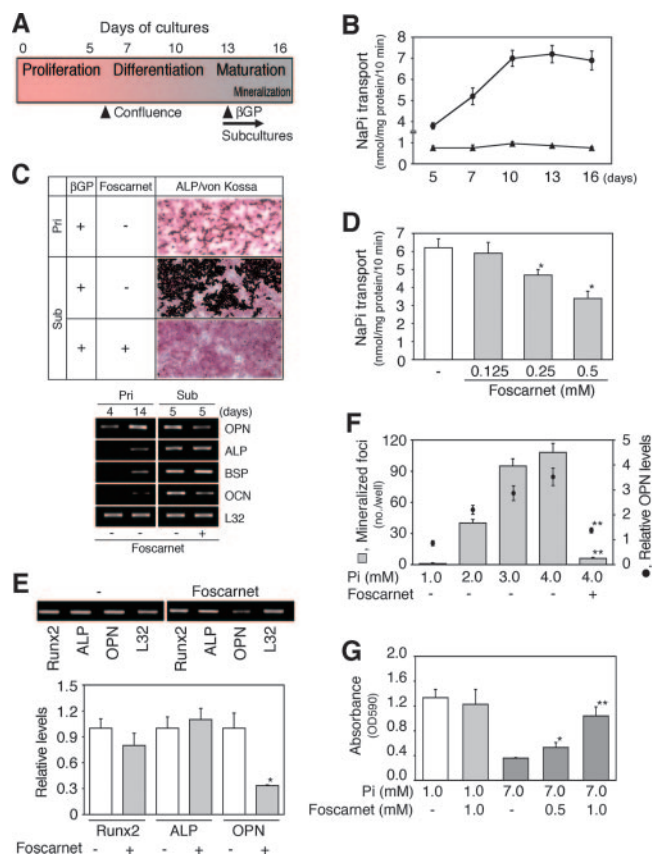 A
Days of cultures
0 5 10 13 16
Proliferation Differentiation Maturation
Mineralization
▲ Confluence ▲ βGP
Subcultures
B
NaPi transport
(nmol/mg protein/10 min)
8
7
6
5
4
1
0
5 7 10 13 16 (days)
C
βGP Foscarnet ALP/von Kossa
Pri + -
Sub + -
+ +
Pri Sub
4 14 5 5 (days)
OPN
ALP
BSP
OCN
L32
- - - +
Foscarnet
D
NaPi transport
(nmol/mg protein/10 min)
7
6
5
4
3
2
1
0
* *
- 0.125 0.25 0.5
Foscarnet (mM)
E
- Foscarnet
Runx2 ALP OPN L32 Runx2 ALP OPN L32
Relative levels
1.5
1.2
0.9
0.6
0.3
0
*
Runx2 ALP OPN
Foscarnet - + - + - +
F
□, Mineralized foci
(no./well)
120
90
60
30
0
5
4
3
2
1
0
●, Relative OPN levels
**
**
Pi (mM) 1.0 2.0 3.0 4.0 4.0
Foscarnet - - - - +
G
Absorbance
(OD590)
2.0
1.6
1.2
0.8
0.4
0.0
* **
Pi (mM) 1.0 1.0 7.0 7.0 7.0
Foscarnet (mM) - 1.0 - 0.5 1.0